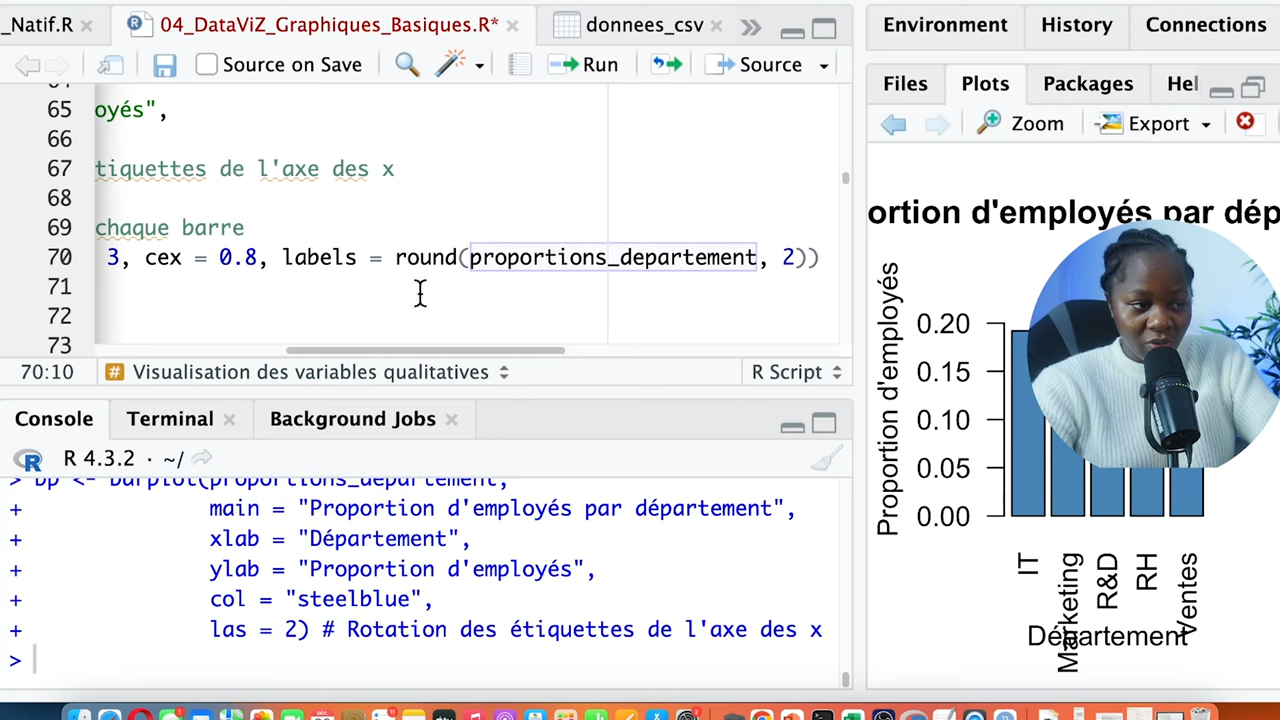 _Natif.R
04_DataViZ_Graphiques_Basiques.R*
donnees_csv
Source on Save
Run
Source
65 oyés",
66
67 tiquettes de l'axe des x
68
69 chaque barre
70 3, cex = 0.8, labels = round(proportions_departement, 2))
71
72
73
70:10
# Visualisation des variables qualitatives
R Script
Console
Terminal
Background Jobs
R 4.3.2 · ~/
> bp <- barplot(proportions_departement,
+ main = "Proportion d'employés par département",
+ xlab = "Département",
+ ylab = "Proportion d'employés",
+ col = "steelblue",
+ las = 2) # Rotation des étiquettes de l'axe des x
>
Environment
History
Connections
Files
Plots
Packages
Hel
Zoom
Export
ortion d'employés par dép
Proportion d'employés
0.20
0.15
0.10
0.05
0.00
IT
Marketing
R&D
RH
Ventes
Département